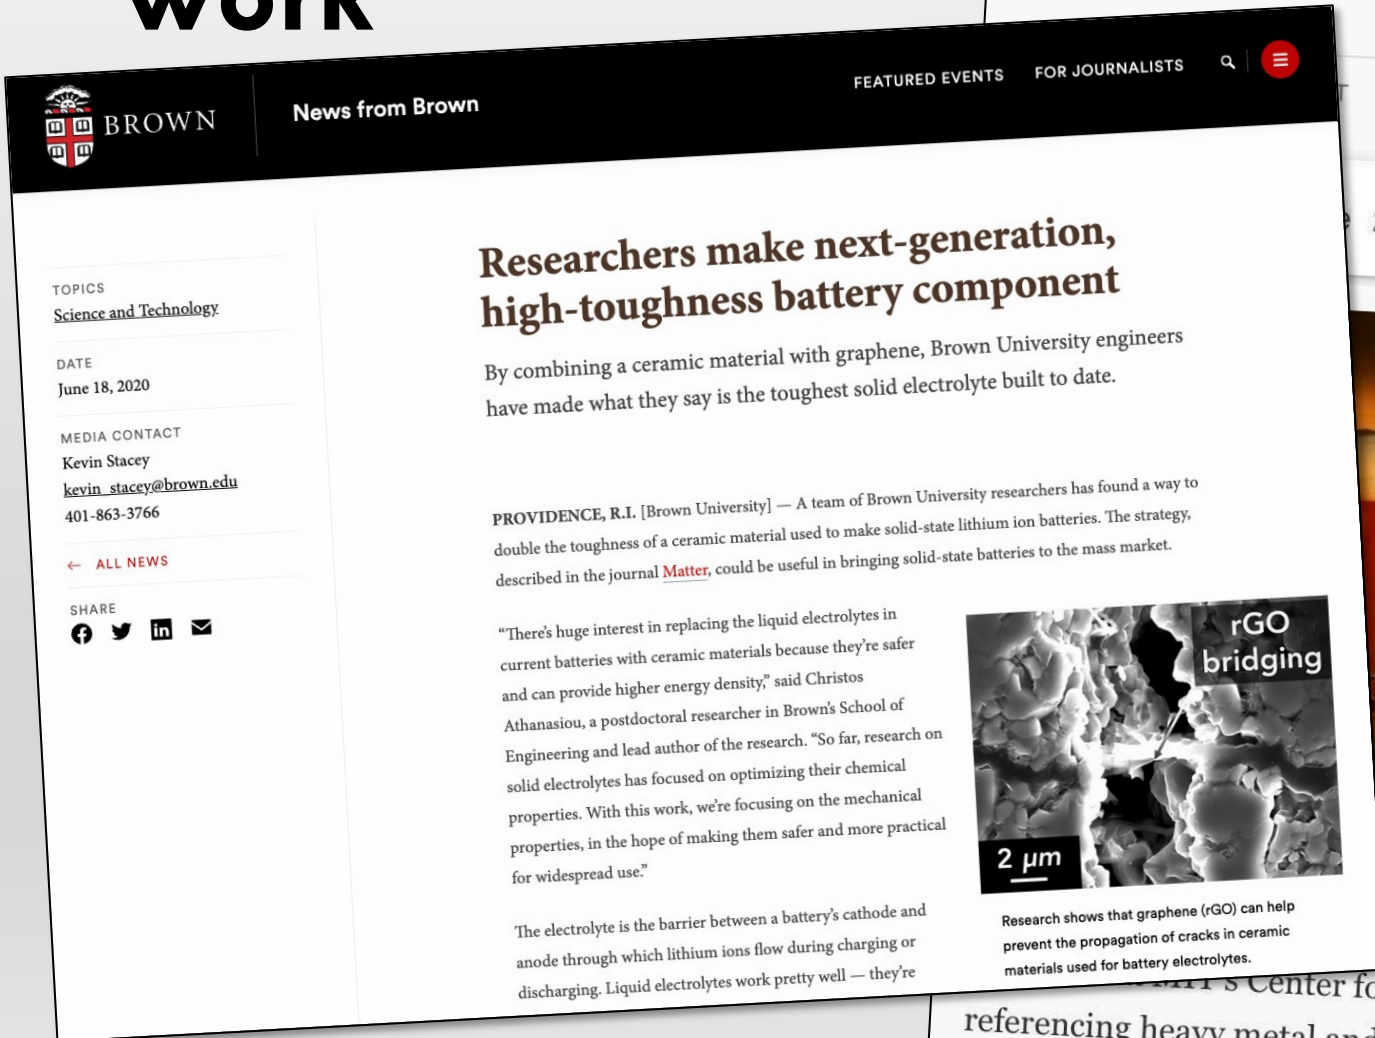 work
BROWN
News from Brown
FEATURED EVENTS
FOR JOURNALISTS
TOPICS
Science and Technology
DATE
June 18, 2020
MEDIA CONTACT
Kevin Stacey
kevin_stacey@brown.edu
401-863-3766
← ALL NEWS
SHARE
Researchers make next-generation,
high-toughness battery component
By combining a ceramic material with graphene, Brown University engineers
have made what they say is the toughest solid electrolyte built to date.
PROVIDENCE, R.I. [Brown University] — A team of Brown University researchers has found a way to
double the toughness of a ceramic material used to make solid-state lithium ion batteries. The strategy,
described in the journal Matter, could be useful in bringing solid-state batteries to the mass market.
“There’s huge interest in replacing the liquid electrolytes in
current batteries with ceramic materials because they’re safer
and can provide higher energy density,” said Christos
Athanasiou, a postdoctoral researcher in Brown’s School of
Engineering and lead author of the research. “So far, research on
solid electrolytes has focused on optimizing their chemical
properties. With this work, we’re focusing on the mechanical
properties, in the hope of making them safer and more practical
for widespread use.”
The electrolyte is the barrier between a battery’s cathode and
anode through which lithium ions flow during charging or
discharging. Liquid electrolytes work pretty well — they’re
rGO
bridging
2 μm
Research shows that graphene (rGO) can help
prevent the propagation of cracks in ceramic
materials used for battery electrolytes.
MIT's Center
referencing heavy metal and